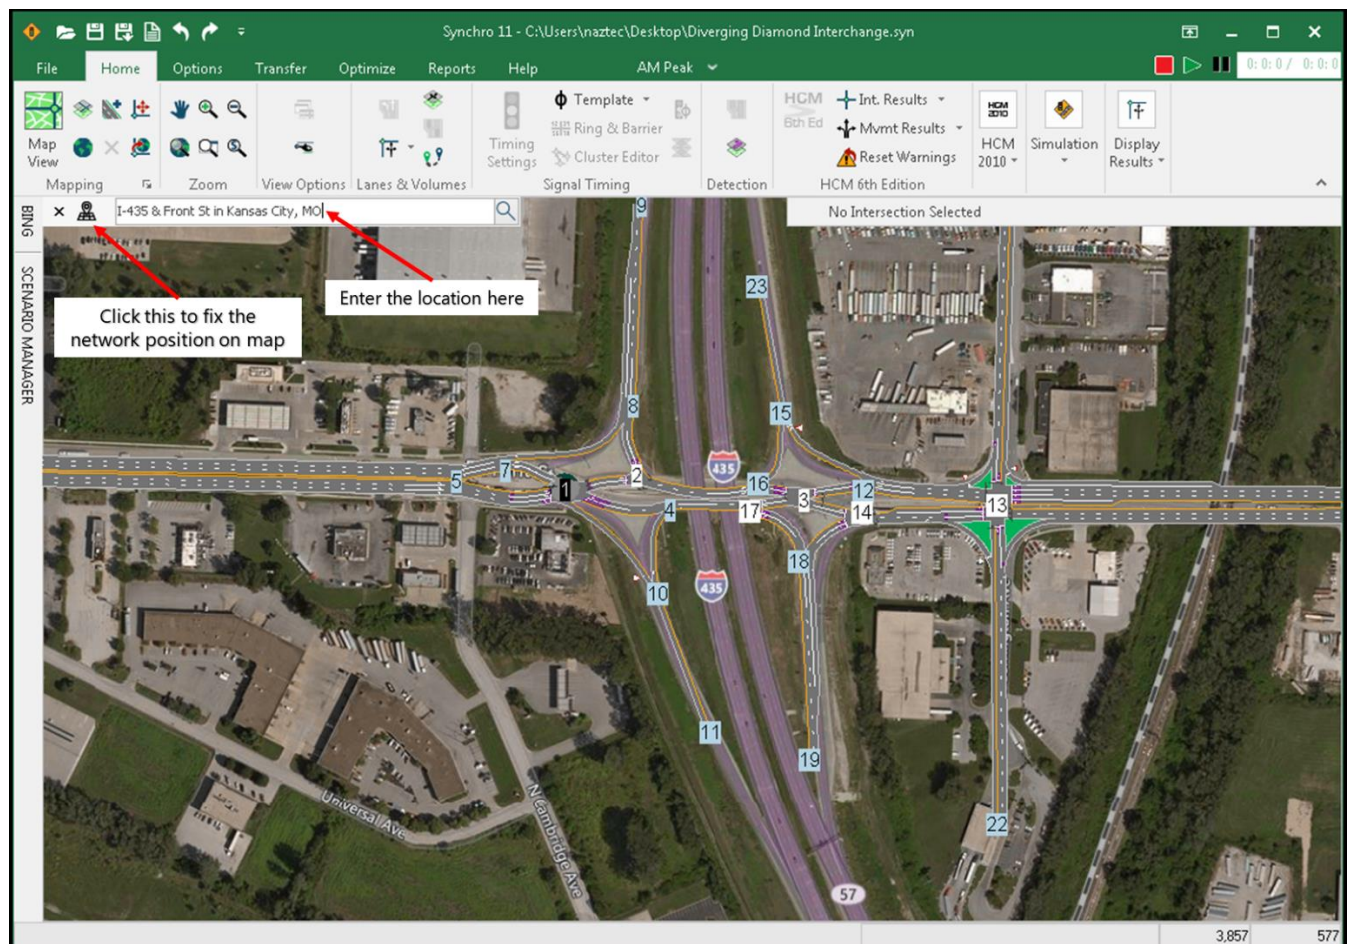 Synchro 11 - C:\Users\naztec\Desktop\Diverging Diamond Interchange.syn
File Home Options Transfer Optimize Reports Help AM Peak 0: 0: 0 / 0: 0: 0
Map View
Timing Settings
Template
Ring & Barrier
Cluster Editor
HCM 6th Ed
Int. Results
Mvmt Results
Reset Warnings
HCM 2010
HCM 2010
Simulation
Display Results
Mapping Zoom View Options Lanes & Volumes Signal Timing Detection HCM 6th Edition
BING
SCENARIO MANAGER
I-435 & Front St in Kansas City, MO
No Intersection Selected
Enter the location here
Click this to fix the
network position on map
9
23
8
15
435
5
7
1
2
4
16
17
3
12
14
13
18
10
435
11
19
22
Universal Ave
N Cambridge Ave
57
3,857 577